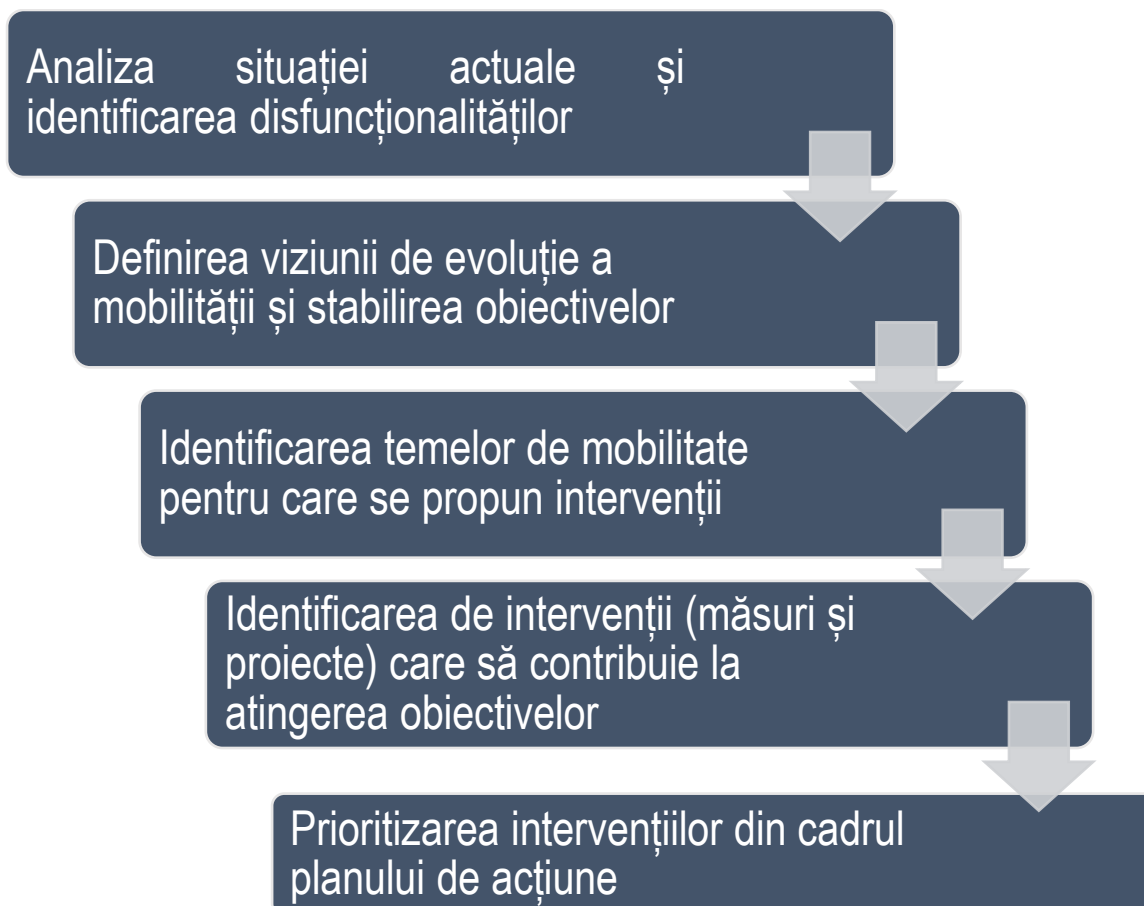 Analiza situației actuale și
identificarea disfuncționalităților
Definirea viziunii de evoluție a
mobilității și stabilirea obiectivelor
Identificarea temelor de mobilitate
pentru care se propun intervenții
Identificarea de intervenții (măsuri și
proiecte) care să contribuie la
atingerea obiectivelor
Prioritizarea intervențiilor din cadrul
planului de acțiune